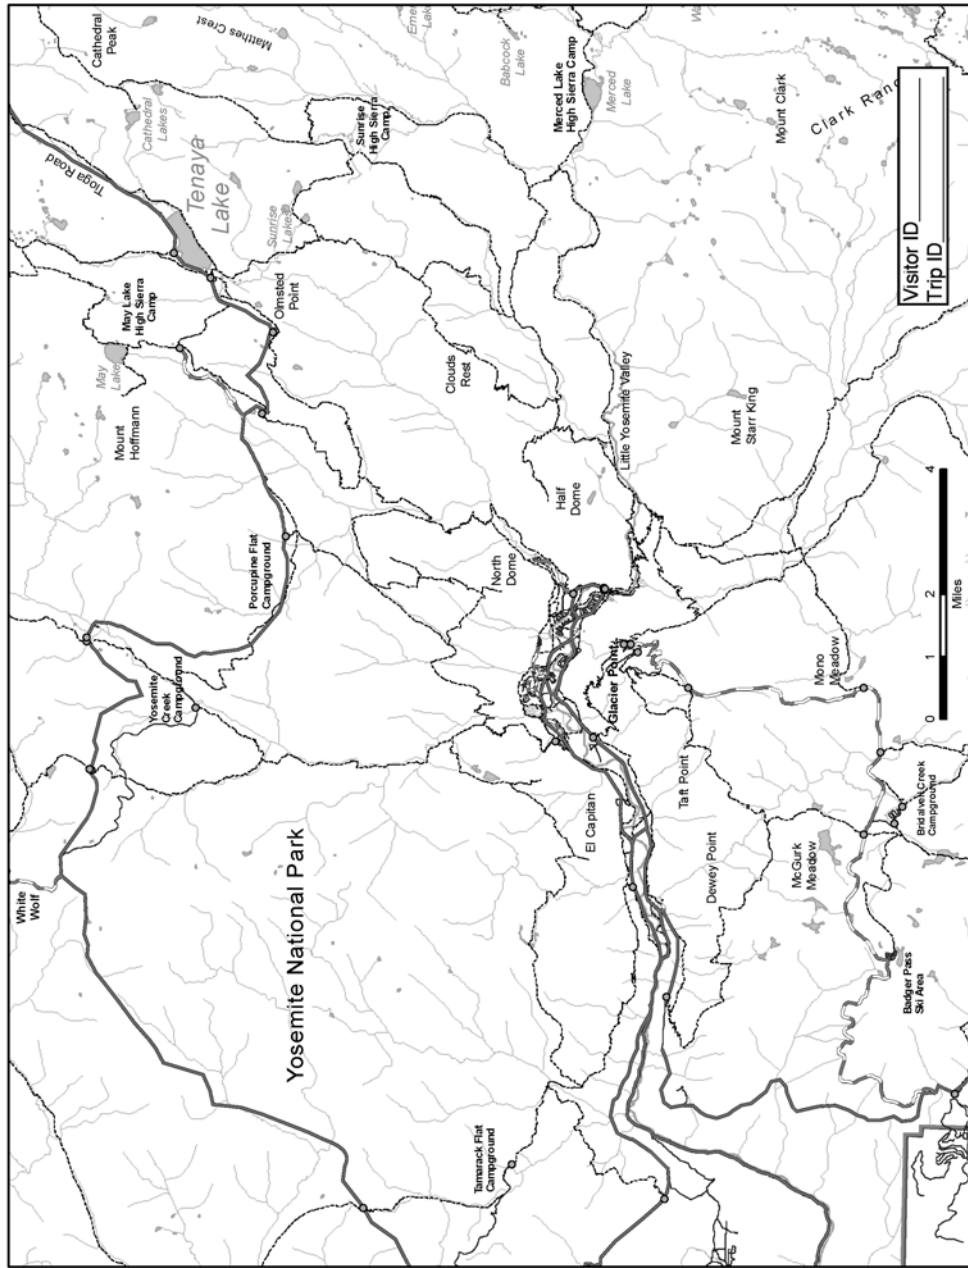 Cathedral
Peak
Matthes Crest
Cathedral
Lakes
Tioga Road
Tenaya
Lake
Sunrise
High Sierra
Camp
Sunrise
Lakes
Babcock
Lake
Merced Lake
High Sierra Camp
Merced
Lake
Mount Clark
Clark Rang
Visitor ID
Trip ID
May Lake
High Sierra
Camp
May
Lake
Mount
Hoffmann
Olmsted
Point
Clouds
Rest
Little Yosemite Valley
Half
Dome
Mount
Starr King
North
Dome
Porcupine Flat
Campground
Yosemite
Creek
Campground
White
Wolf
Yosemite National Park
Glacier Point
El Capitan
Taft Point
Dewey Point
Mono
Meadow
McGurk
Meadow
Bridalveil Creek
Campground
Badger Pass
Ski Area
Tamarack Flat
Campground
0 1 2 4
Miles